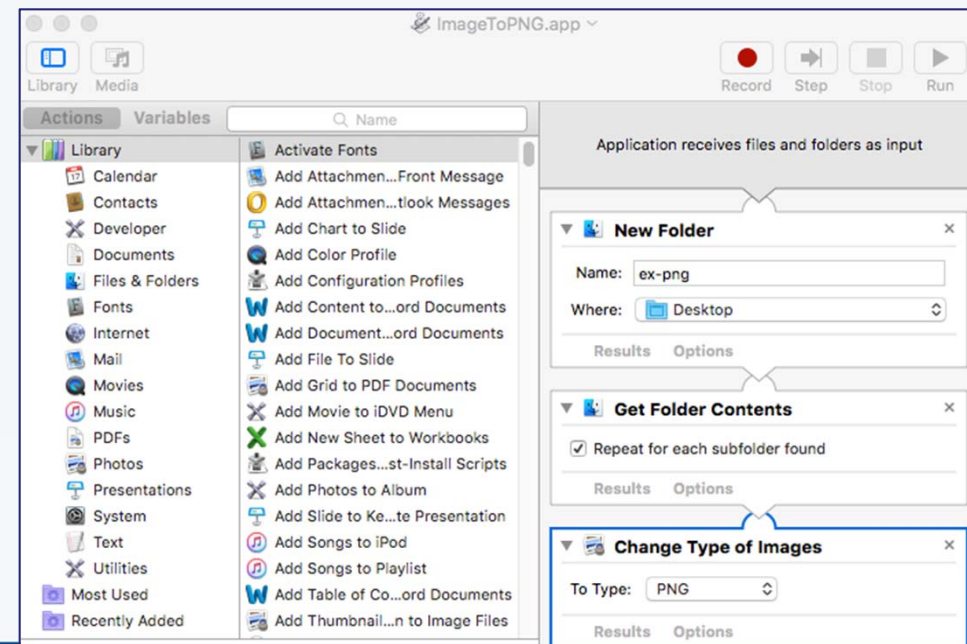 ImageToPNG.app
Library
Media
Record
Step
Stop
Run
Actions
Variables
Name
Library
Calendar
Contacts
Developer
Documents
Files & Folders
Fonts
Internet
Mail
Movies
Music
PDFs
Photos
Presentations
System
Text
Utilities
Most Used
Recently Added
Activate Fonts
Add Attachmen...Front Message
Add Attachmen...tlook Messages
Add Chart to Slide
Add Color Profile
Add Configuration Profiles
Add Content to...ord Documents
Add Document...ord Documents
Add File To Slide
Add Grid to PDF Documents
Add Movie to iDVD Menu
Add New Sheet to Workbooks
Add Packages...st-Install Scripts
Add Photos to Album
Add Slide to Ke...te Presentation
Add Songs to iPod
Add Songs to Playlist
Add Table of Co...ord Documents
Add Thumbnail...n to Image Files
Application receives files and folders as input
New Folder
Name: ex-png
Where: Desktop
Results Options
Get Folder Contents
Repeat for each subfolder found
Results Options
Change Type of Images
To Type: PNG
Results Options